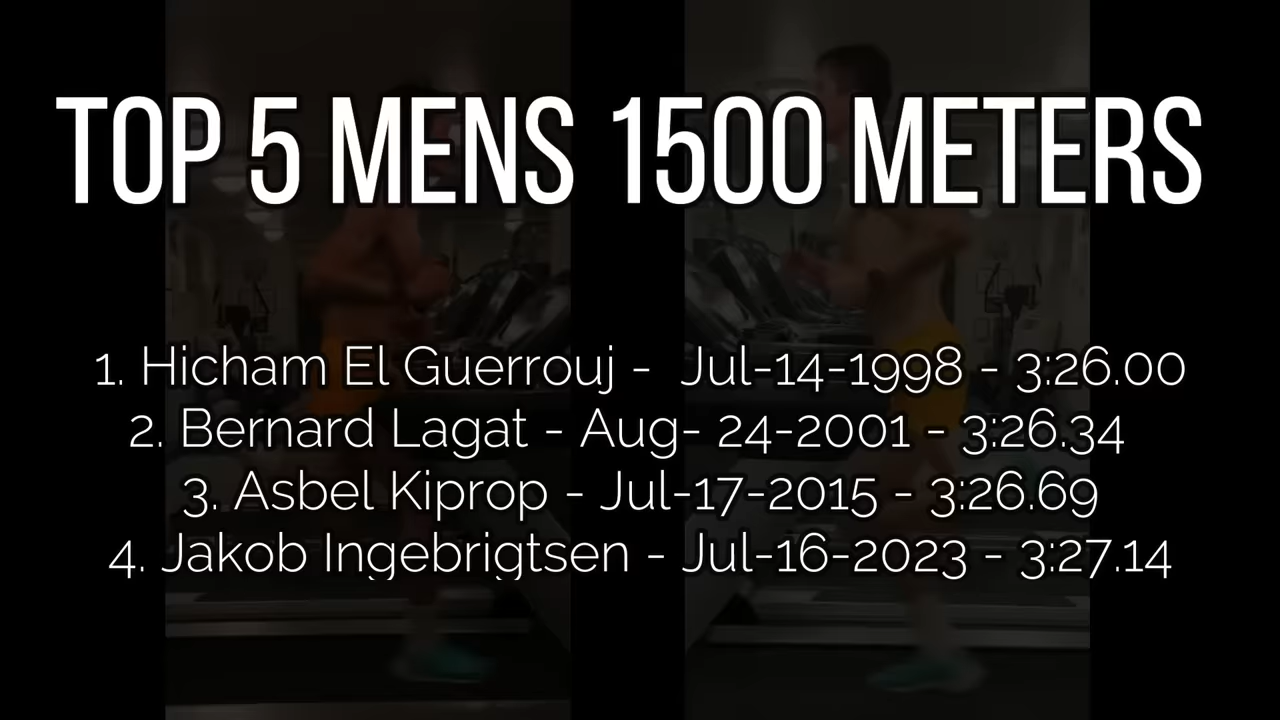 TOP 5 MENS 1500 METERS
1. Hicham El Guerrouj - Jul-14-1998 - 3:26.00
2. Bernard Lagat - Aug- 24-2001 - 3:26.34
3. Asbel Kiprop - Jul-17-2015 - 3:26.69
4. Jakob Ingebrigtsen - Jul-16-2023 - 3:27.14